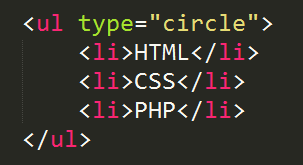 <ul type="circle">
<li>HTML</li>
<li>CSS</li>
<li>PHP</li>
</ul>